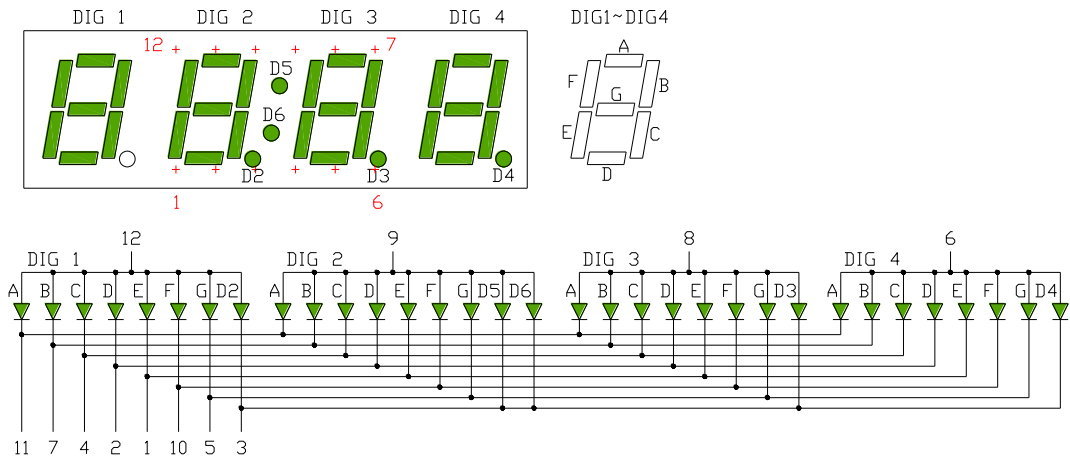 DIG 1 DIG 2 DIG 3 DIG 4 DIG1~DIG4
12 7
A
D5
F B
G
D6
E C
D2 D3 D4
D
1 6
12 9 8 6
DIG 1 DIG 2 DIG 3 DIG 4
A B C D E F G D2 A B C D E F G D5 D6 A B C D E F G D3 A B C D E F G D4
11 7 4 2 1 10 5 3